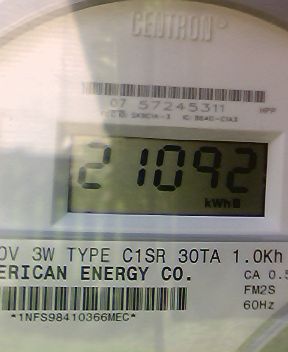 CENTRON®
07 57245311
HPP
21092
kWh
0V 3W TYPE C1SR 30TA 1.0Kh
ERICAN ENERGY CO.
CA 0.5
FM2S
60Hz
*1NFS98410366MEC*